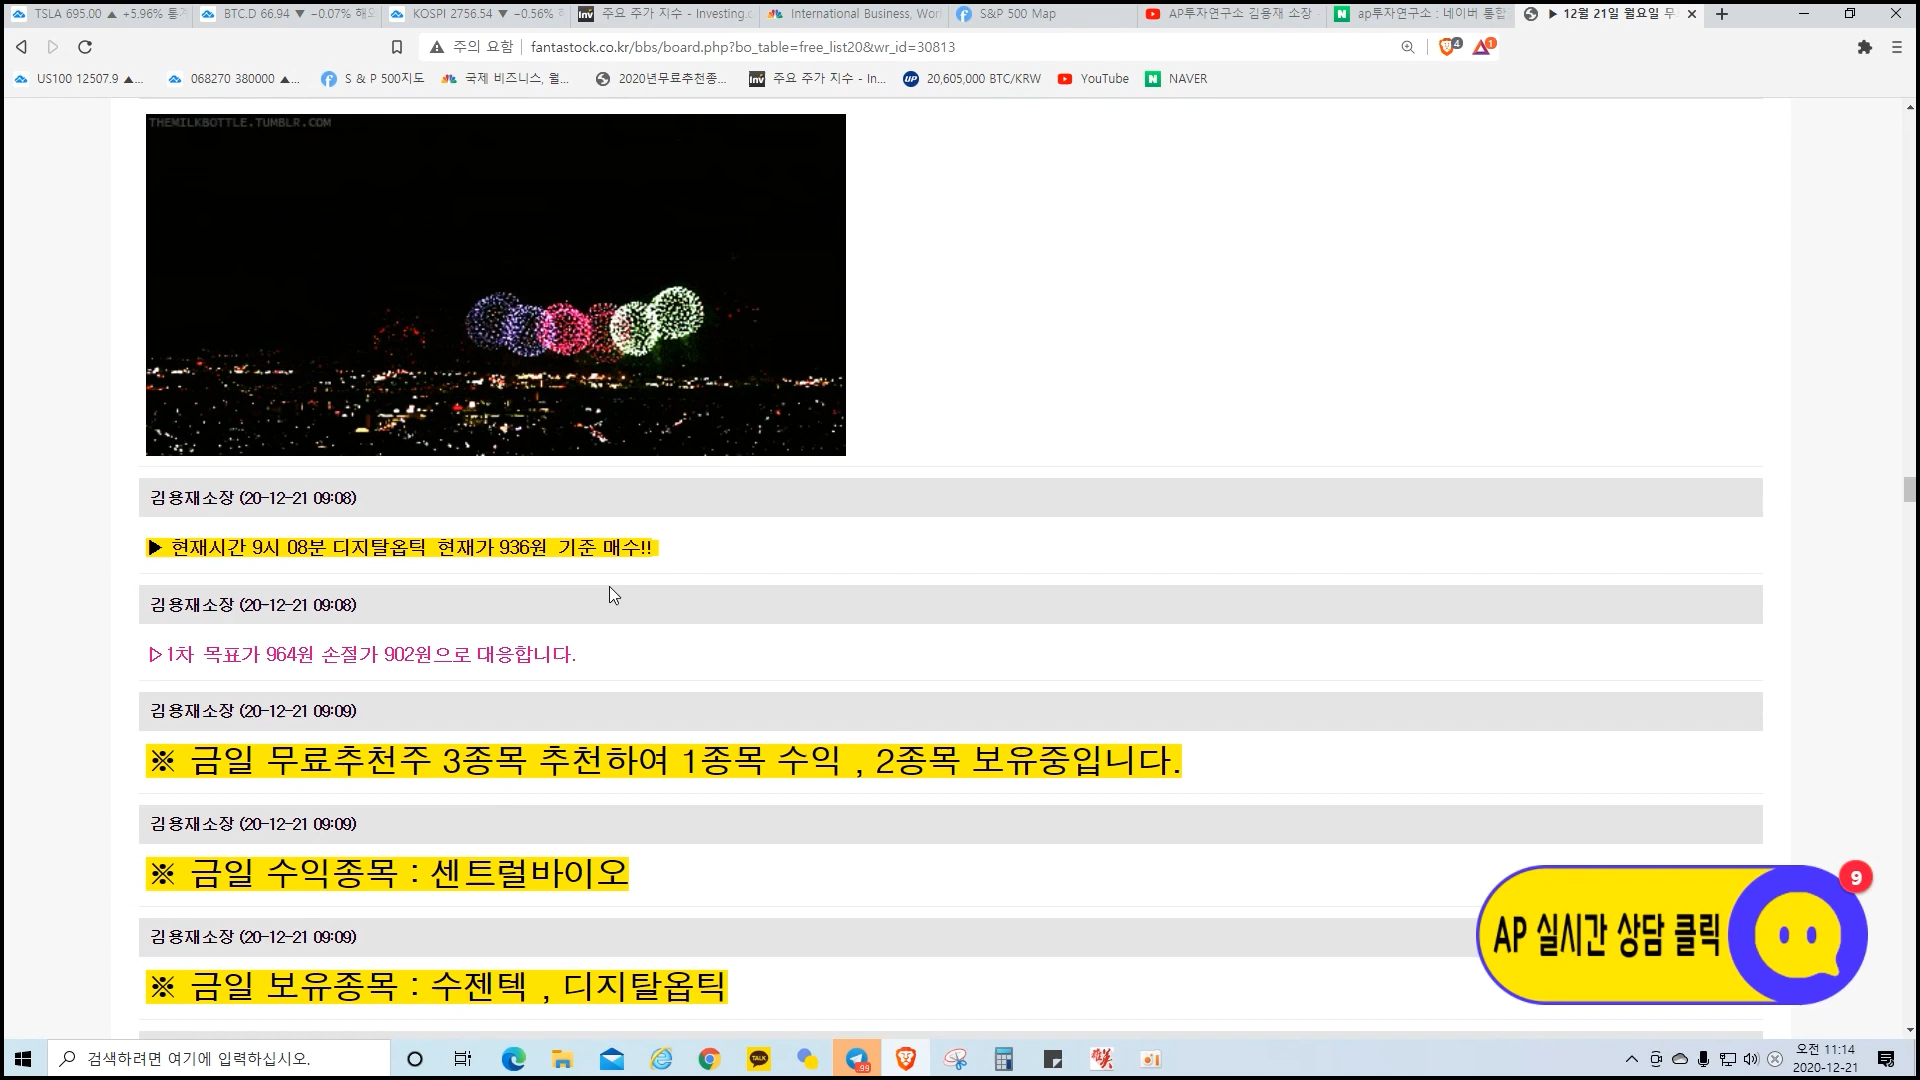 TSLA 695.00 ▲ +5.96% 통
BTC.D 66.94 ▼ −0.07% 해외
KOSPI 2756.54 ▼ −0.56%
주요 주가 지수 - Investing.c
International Business, Wor
S&P 500 Map
AP투자연구소 김용재 소장
ap투자연구소 : 네이버 통합
▶ 12월 21일 월요일 무
주의 요함
fantastock.co.kr/bbs/board.php?bo_table=free_list20&wr_id=30813
4
1
US100 12507.9 ▲...
068270 380000 ▲...
S & P 500지도
국제 비즈니스, 월...
2020년무료추천종...
주요 주가 지수 - In...
20,605,000 BTC/KRW
YouTube
NAVER
THEMILKBOTTLE.TUMBLR.COM
김용재소장 (20-12-21 09:08)
▶ 현재시간 9시 08분 디지탈옵틱 현재가 936원 기준 매수!!
김용재소장 (20-12-21 09:08)
▷1차 목표가 964원 손절가 902원으로 대응합니다.
김용재소장 (20-12-21 09:09)
※ 금일 무료추천주 3종목 추천하여 1종목 수익 , 2종목 보유중입니다.
김용재소장 (20-12-21 09:09)
※ 금일 수익종목 : 센트럴바이오
김용재소장 (20-12-21 09:09)
※ 금일 보유종목 : 수젠텍 , 디지탈옵틱
AP 실시간 상담 클릭
9
검색하려면 여기에 입력하십시오.
TALK
99
오전 11:14
2020-12-21